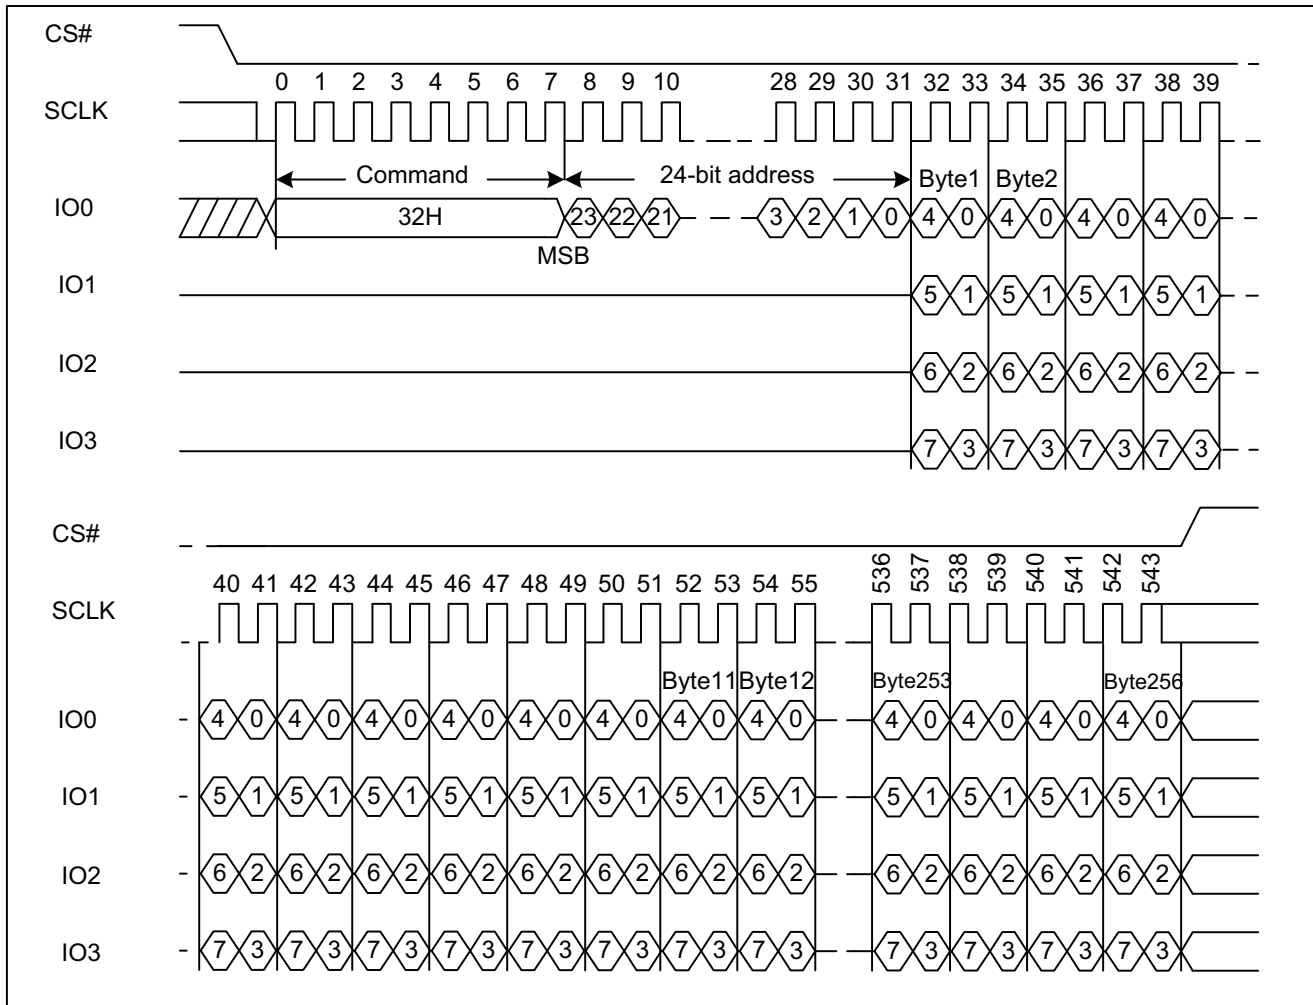 CS#
0 1 2 3 4 5 6 7 8 9 10 28 29 30 31 32 33 34 35 36 37 38 39
SCLK
Command 24-bit address Byte1 Byte2
IO0 32H 23 22 21 3 2 1 0 4 0 4 0 4 0 4 0
MSB
IO1 5 1 5 1 5 1 5 1
IO2 6 2 6 2 6 2 6 2
IO3 7 3 7 3 7 3 7 3
CS#
40 41 42 43 44 45 46 47 48 49 50 51 52 53 54 55 536 537 538 539 540 541 542 543
SCLK
Byte11 Byte12 Byte253 Byte256
IO0 4 0 4 0 4 0 4 0 4 0 4 0 4 0 4 0 4 0 4 0 4 0 4 0
IO1 5 1 5 1 5 1 5 1 5 1 5 1 5 1 5 1 5 1 5 1 5 1 5 1
IO2 6 2 6 2 6 2 6 2 6 2 6 2 6 2 6 2 6 2 6 2 6 2 6 2
IO3 7 3 7 3 7 3 7 3 7 3 7 3 7 3 7 3 7 3 7 3 7 3 7 3